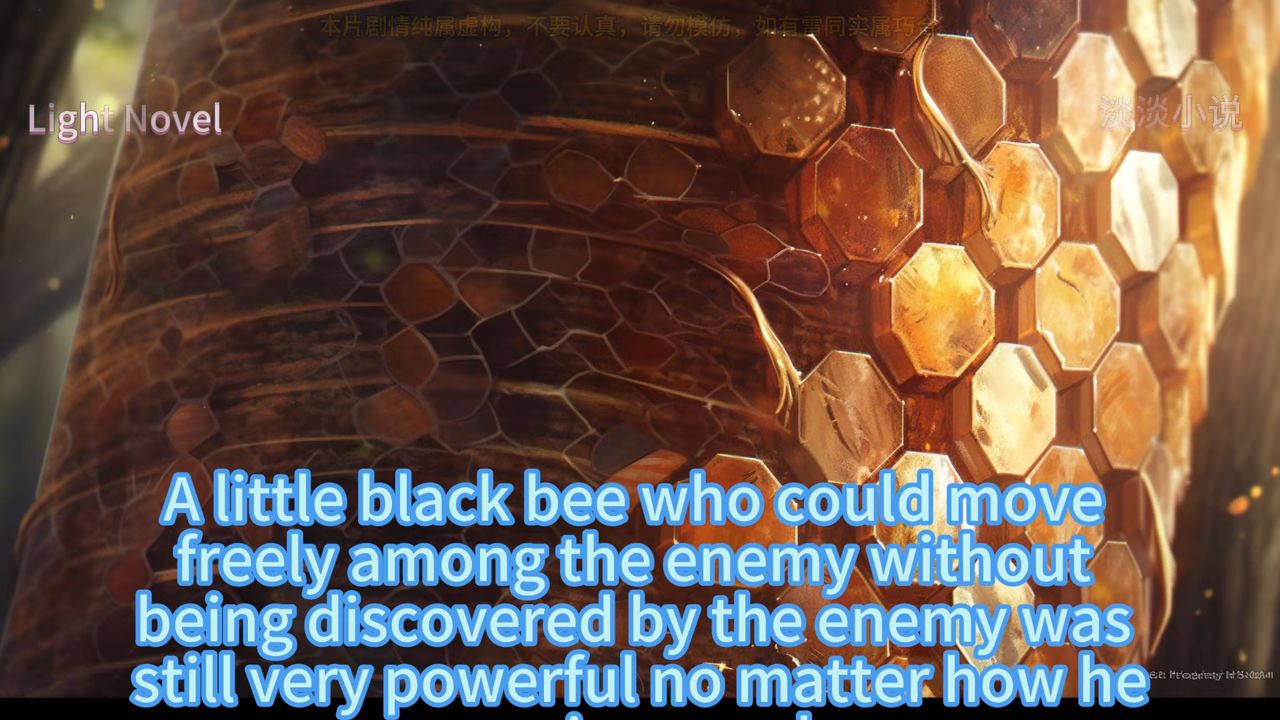 本片剧情纯属虚构，不要认真，请勿模仿，如有雷同实属巧合
Light Novel
淡淡小说
A little black bee who could move
freely among the enemy without
being discovered by the enemy was
still very powerful no matter how he